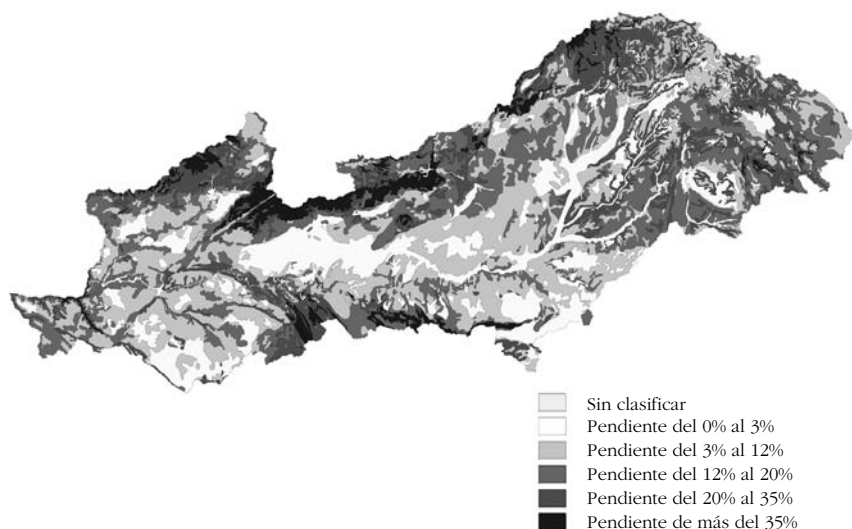 Sin clasificar
Pendiente del 0% al 3%
Pendiente del 3% al 12%
Pendiente del 12% al 20%
Pendiente del 20% al 35%
Pendiente de más del 35%